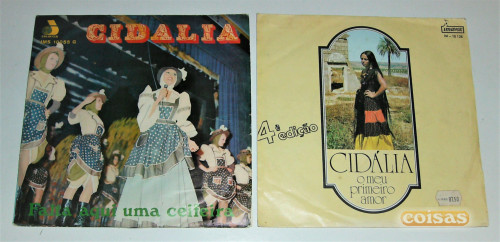 CIDALIA
Falta aqui uma ceifeira
4ª edição
CIDÁLIA
o meu
primeiro
amor
coisas